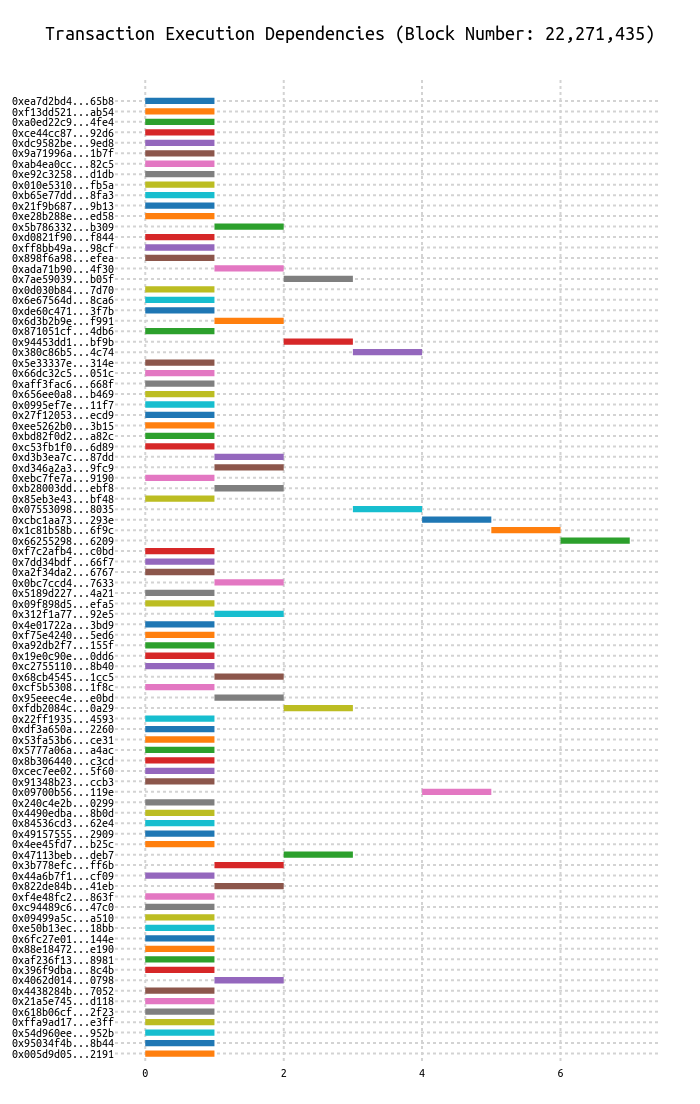 Transaction Execution Dependencies (Block Number: 22,271,435)
0xea7d2bd4...65b8
0xf13dd521...ab54
0xa0ed22c9...4fe4
0xce44cc87...92d6
0xdc9582be...9ed8
0x9a71996a...1b7f
0xab4ea0cc...82c5
0xe92c3258...d1db
0x010e5310...fb5a
0xb65e77dd...8fa3
0x21f9b687...9b13
0xe28b288e...ed58
0x5b786332...b309
0xd0821f90...f844
0xff8bb49a...98cf
0x898f6a98...efea
0xada71b90...4f30
0x7ae59039...b05f
0x0d030b84...7d70
0x6e67564d...8ca6
0xde60c471...3f7b
0x6d3b2b9e...f991
0x871051cf...4db6
0x94453dd1...bf9b
0x380c86b5...4c74
0x5e33337e...314e
0x66dc32c5...051c
0xaff3fac6...668f
0x656ee0a8...b469
0x0995ef7e...11f7
0x27f12053...ecd9
0xee5262b0...3b15
0xbd82f0d2...a82c
0xc53fb1f0...6d89
0xd3b3ea7c...87dd
0xd346a2a3...9fc9
0xebc7fe7a...9190
0xb28003dd...ebf8
0x85eb3e43...bf48
0x07553098...8035
0xcbc1aa73...293e
0x1c81b58b...6f9c
0x66255298...6209
0xf7c2afb4...c0bd
0x7dd34bdf...66f7
0xa2f34da2...6767
0x0bc7ccd4...7633
0x5189d227...4a21
0x09f898d5...efa5
0x312f1a77...92e5
0x4e01722a...3bd9
0xf75e4240...5ed6
0xa92db2f7...155f
0x19e0c90e...0dd6
0xc2755110...8b40
0x68cb4545...1cc5
0xcf5b5308...1f8c
0x95eeec4e...e0bd
0xfdb2084c...0a29
0x22ff1935...4593
0xdf3a650a...2260
0x53fa53b6...ce31
0x5777a06a...a4ac
0x8b306440...c3cd
0xcec7ee02...5f60
0x91348b23...ccb3
0x09700b56...119e
0x240c4e2b...0299
0x4490edba...8b0d
0x84536cd3...62e4
0x49157555...2909
0x4ee45fd7...b25c
0x47113beb...deb7
0x3b778efc...ff6b
0x44a6b7f1...cf09
0x822de84b...41eb
0xf4e48fc2...863f
0xc94489c6...47c0
0x09499a5c...a510
0xe50b13ec...18bb
0x6fc27e01...144e
0x88e18472...e190
0xaf236f13...8981
0x396f9dba...8c4b
0x4062d014...0798
0x4438284b...7052
0x21a5e745...d118
0x618b06cf...2f23
0xffa9ad17...e3ff
0x54d960ee...952b
0x95034f4b...8b44
0x005d9d05...2191
0 2 4 6